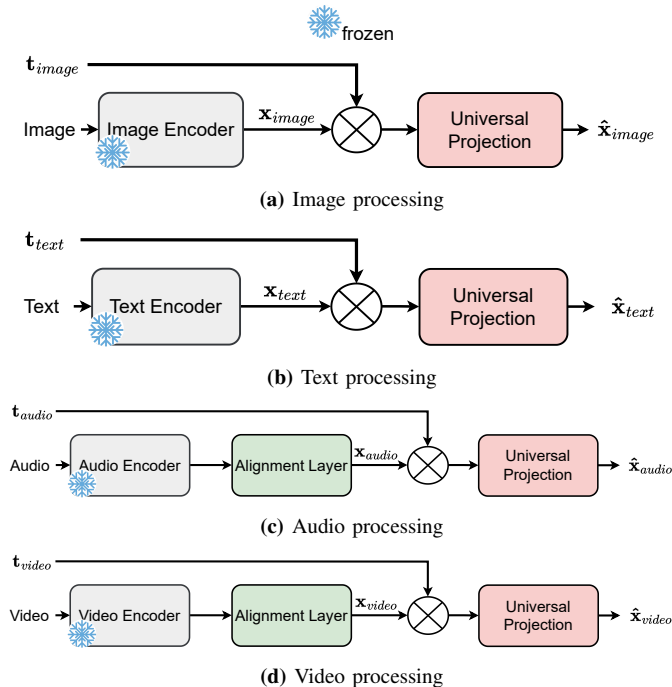 frozen
t_image
Image Image Encoder x_image Universal Projection x̂_image
(a) Image processing
t_text
Text Text Encoder x_text Universal Projection x̂_text
(b) Text processing
t_audio
Audio Audio Encoder Alignment Layer x_audio Universal Projection x̂_audio
(c) Audio processing
t_video
Video Video Encoder Alignment Layer x_video Universal Projection x̂_video
(d) Video processing